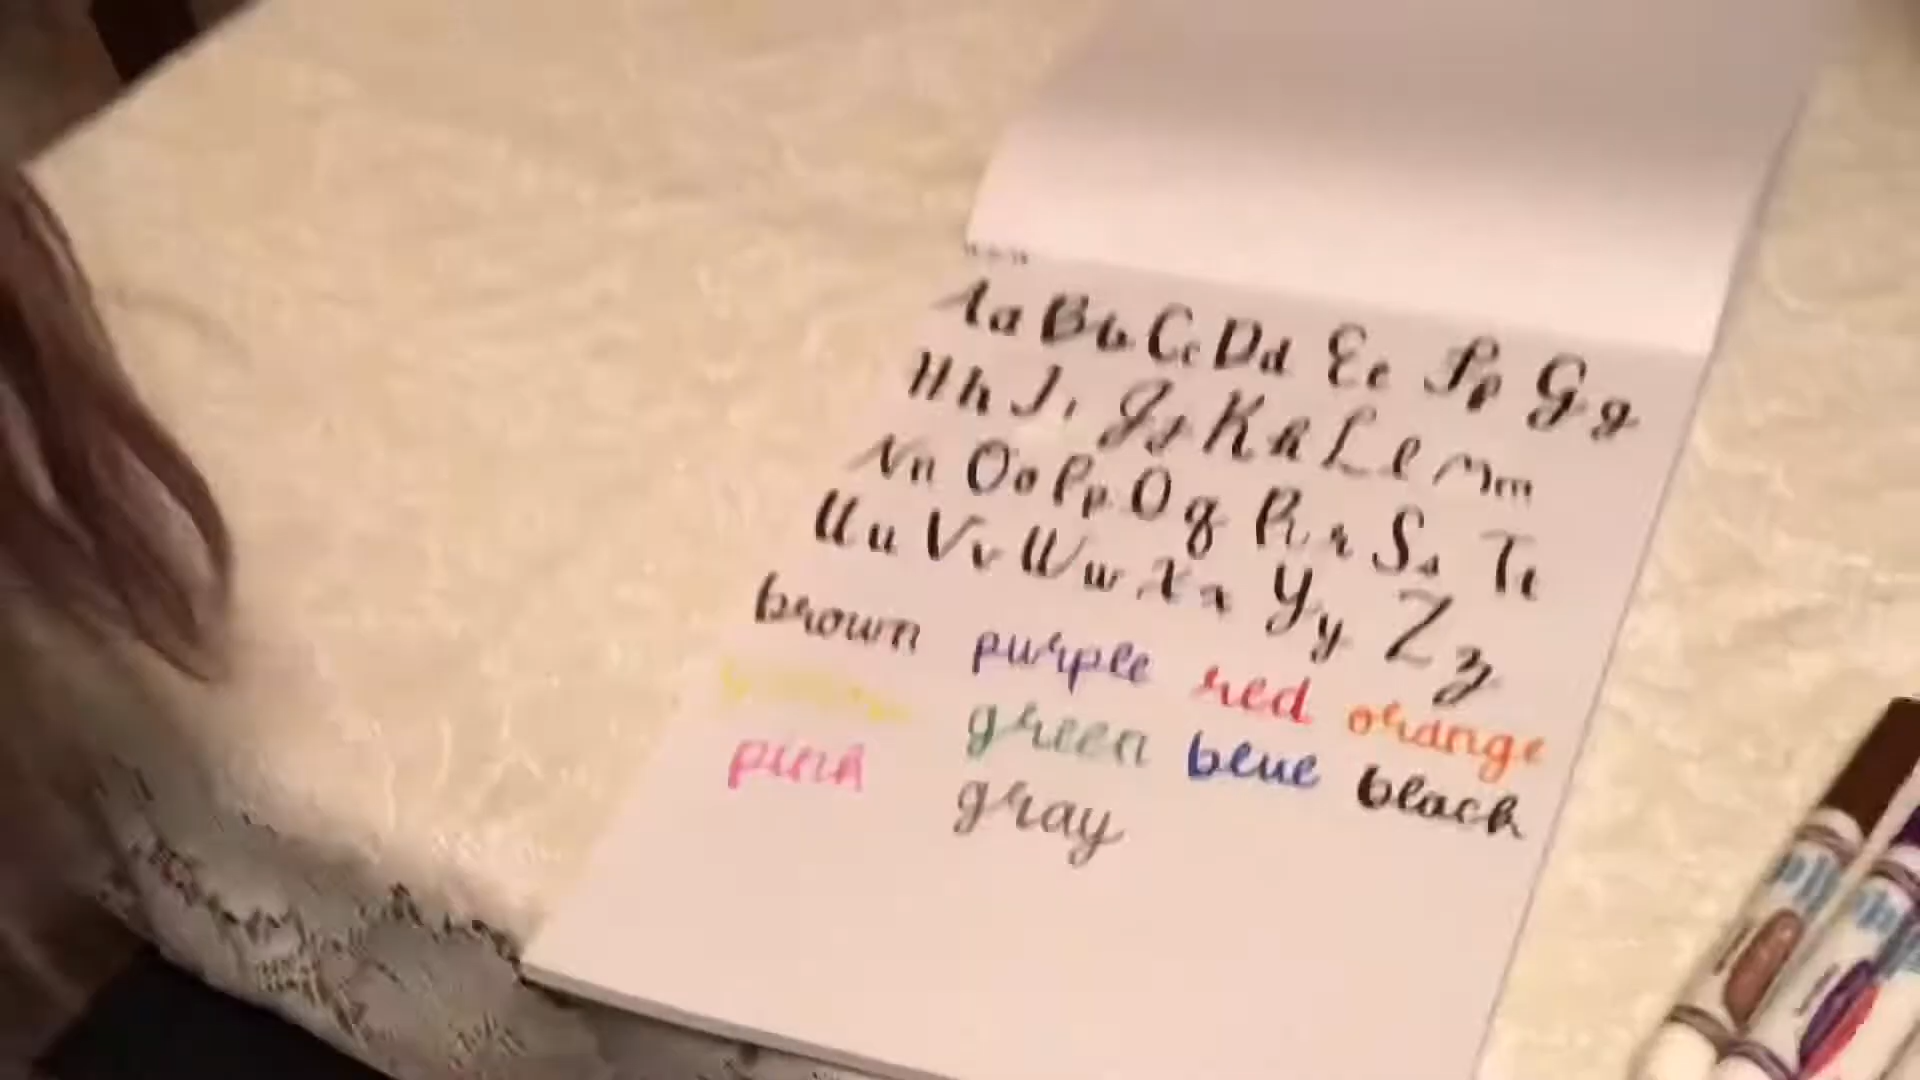 Aa Bb Cc Dd Ee Ff Gg
Hh Ii Jj Kk Ll Mm
Nn Oo Pp Qq Rr Ss Tt
Uu Vv Ww Xx Yy Zz
brown purple red orange
yellow green blue black
pink gray